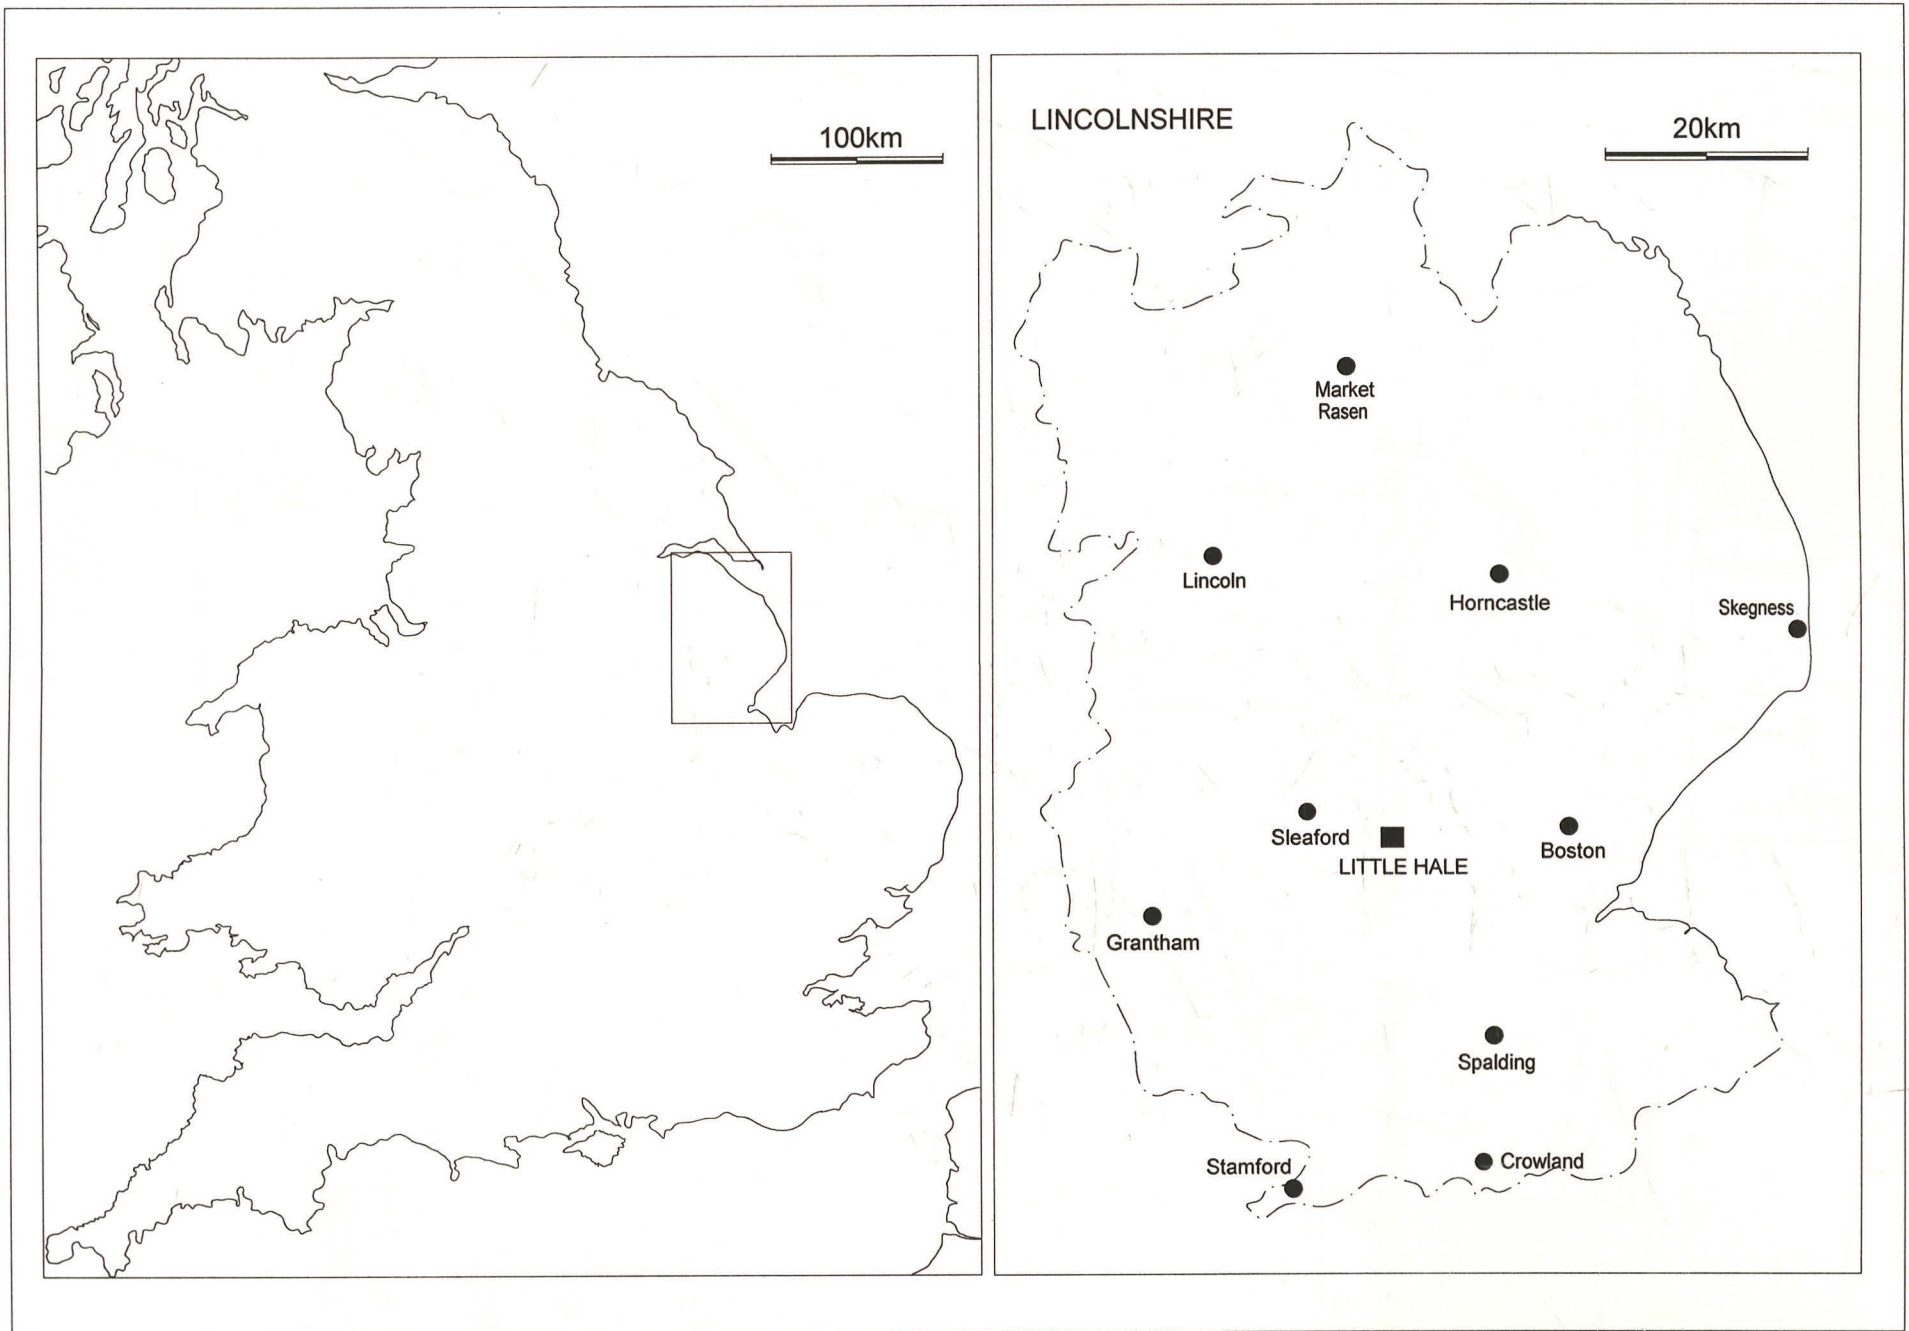 100km
LINCOLNSHIRE
20km
Market
Rasen
Lincoln
Horncastle
Skegness
Sleaford
LITTLE HALE
Boston
Grantham
Spalding
Stamford
Crowland